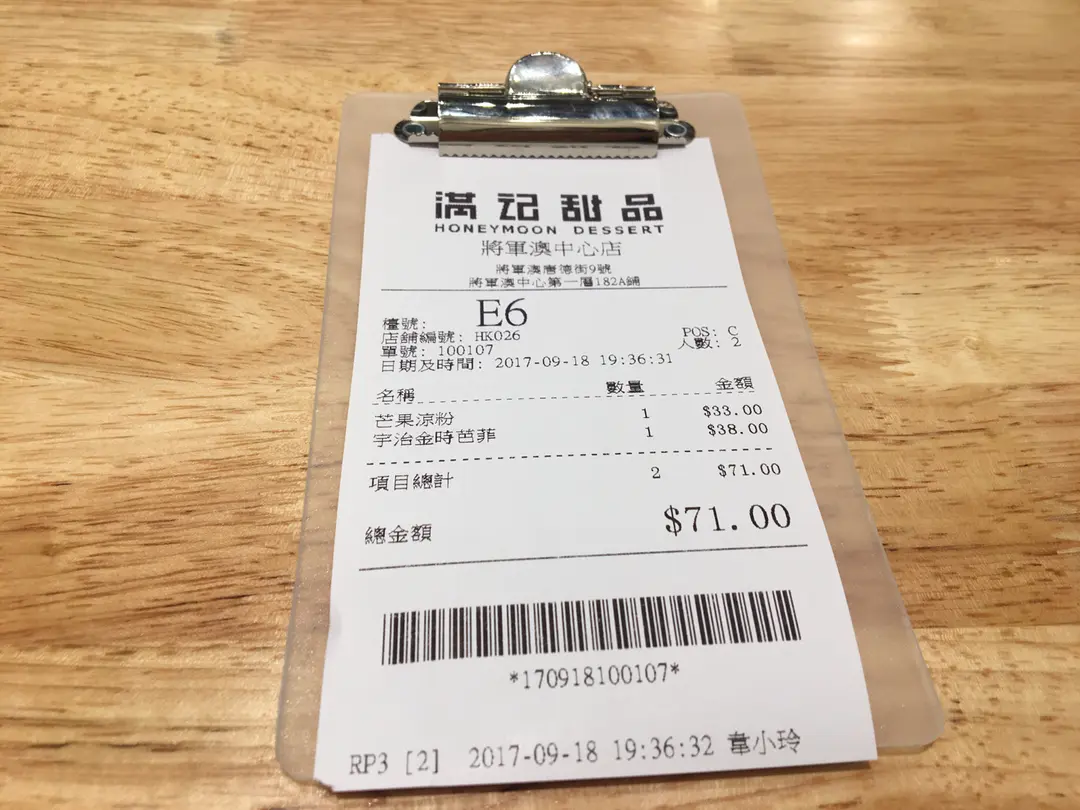 滿记甜品
HONEYMOON DESSERT
將軍澳中心店
將軍澳唐德街9號
將軍澳中心第一層182A鋪
檯號: E6
店舖編號: HK026 POS: C
單號: 100107 人數: 2
日期及時間: 2017-09-18 19:36:31
名稱 數量 金額
芒果涼粉 1 $33.00
宇治金時芭菲 1 $38.00
項目總計 2 $71.00
總金額 $71.00
*170918100107*
RP3 [2] 2017-09-18 19:36:32 韋小玲